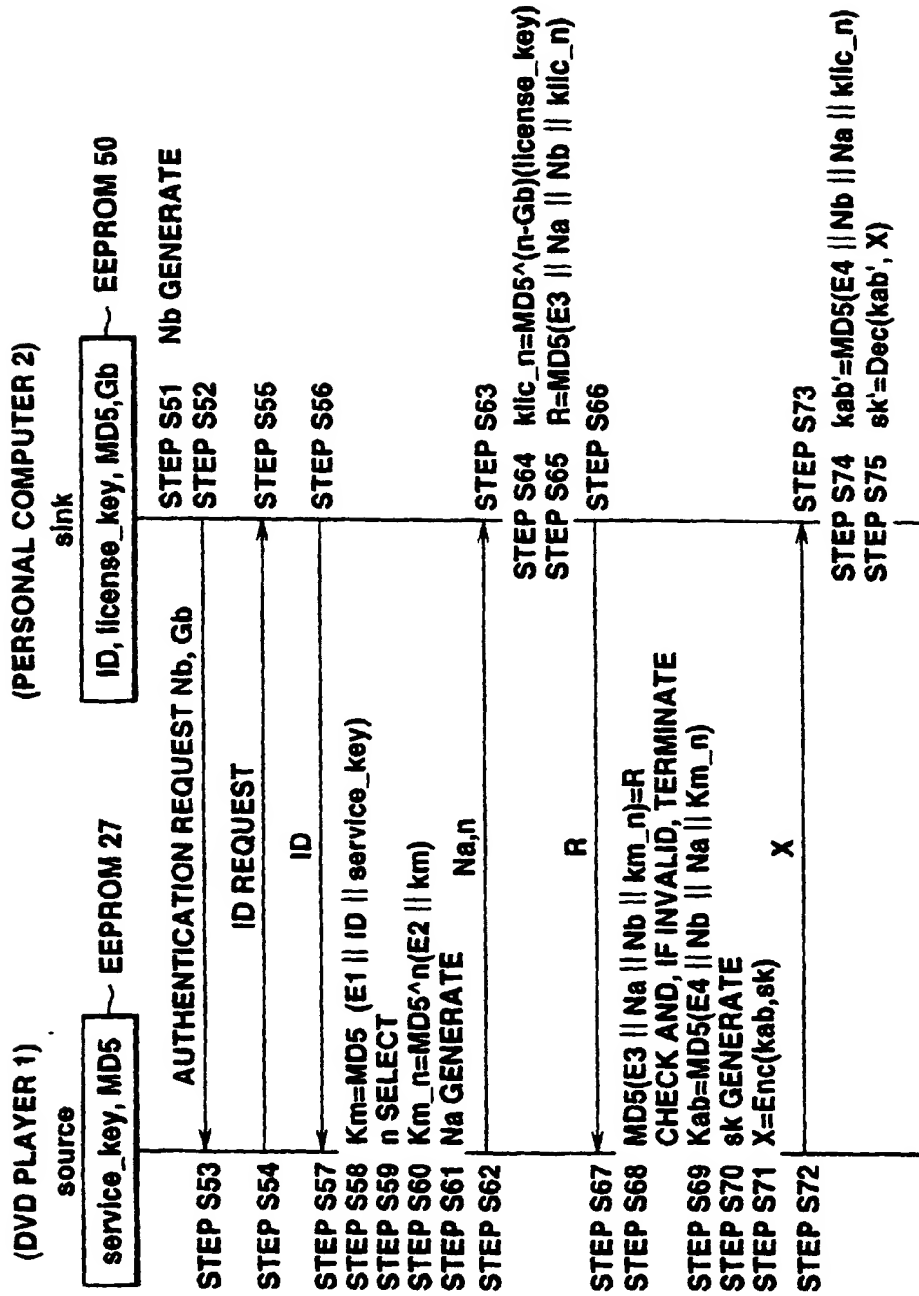 (DVD PLAYER 1)
source
service_key, MD5
EEPROM 27
(PERSONAL COMPUTER 2)
sink
ID, license_key, MD5,Gb
EEPROM 50
STEP S51 Nb GENERATE
STEP S52
AUTHENTICATION REQUEST Nb, Gb
STEP S53
STEP S54
ID REQUEST
STEP S55
STEP S56
ID
STEP S57
STEP S58 Km=MD5 (E1 || ID || service_key)
STEP S59 n SELECT
STEP S60 Km_n=MD5^n(E2 || km)
STEP S61 Na GENERATE
STEP S62
Na,n
STEP S63
STEP S64 klic_n=MD5^(n-Gb)(license_key)
STEP S65 R=MD5(E3 || Na || Nb || klic_n)
STEP S66
R
STEP S67
STEP S68 MD5(E3 || Na || Nb || km_n)=R
CHECK AND, IF INVALID, TERMINATE
STEP S69 Kab=MD5(E4 || Nb || Na || Km_n)
STEP S70 sk GENERATE
STEP S71 X=Enc(kab,sk)
STEP S72
X
STEP S73
STEP S74 kab'=MD5(E4 || Nb || Na || klic_n)
STEP S75 sk'=Dec(kab', X)